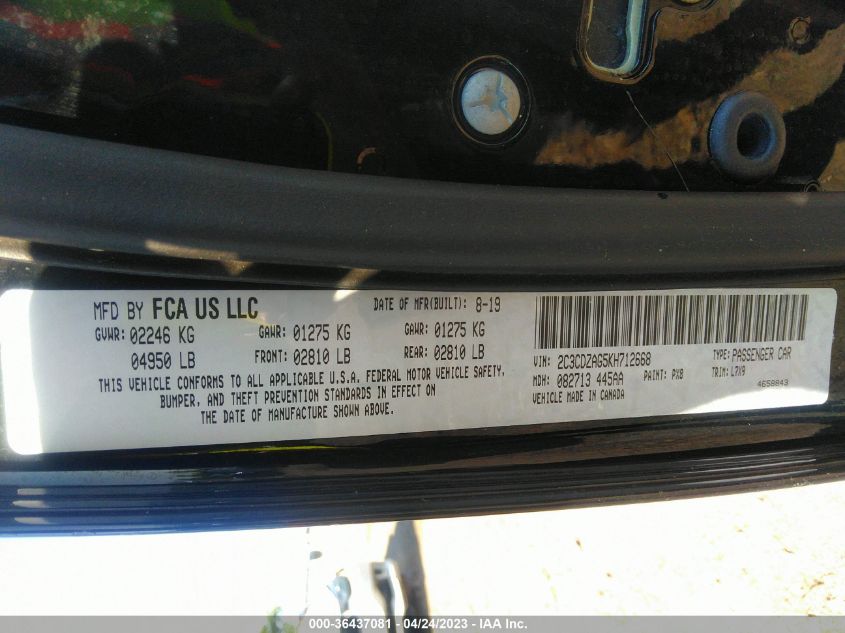 MFD BY FCA US LLC DATE OF MFR(BUILT): 8-19
GVWR: 02246 KG GAWR: 01275 KG GAWR: 01275 KG
04950 LB FRONT: 02810 LB REAR: 02810 LB
THIS VEHICLE CONFORMS TO ALL APPLICABLE U.S.A. FEDERAL MOTOR VEHICLE SAFETY,
BUMPER, AND THEFT PREVENTION STANDARDS IN EFFECT ON
THE DATE OF MANUFACTURE SHOWN ABOVE.
VIN: 2C3CDZAG5KH712668 TYPE: PASSENGER CAR
MDH: 082713 445AA PAINT: PX8 TRIM: L7X9
VEHICLE MADE IN CANADA 4658843
000-36437081 - 04/24/2023 - IAA Inc.